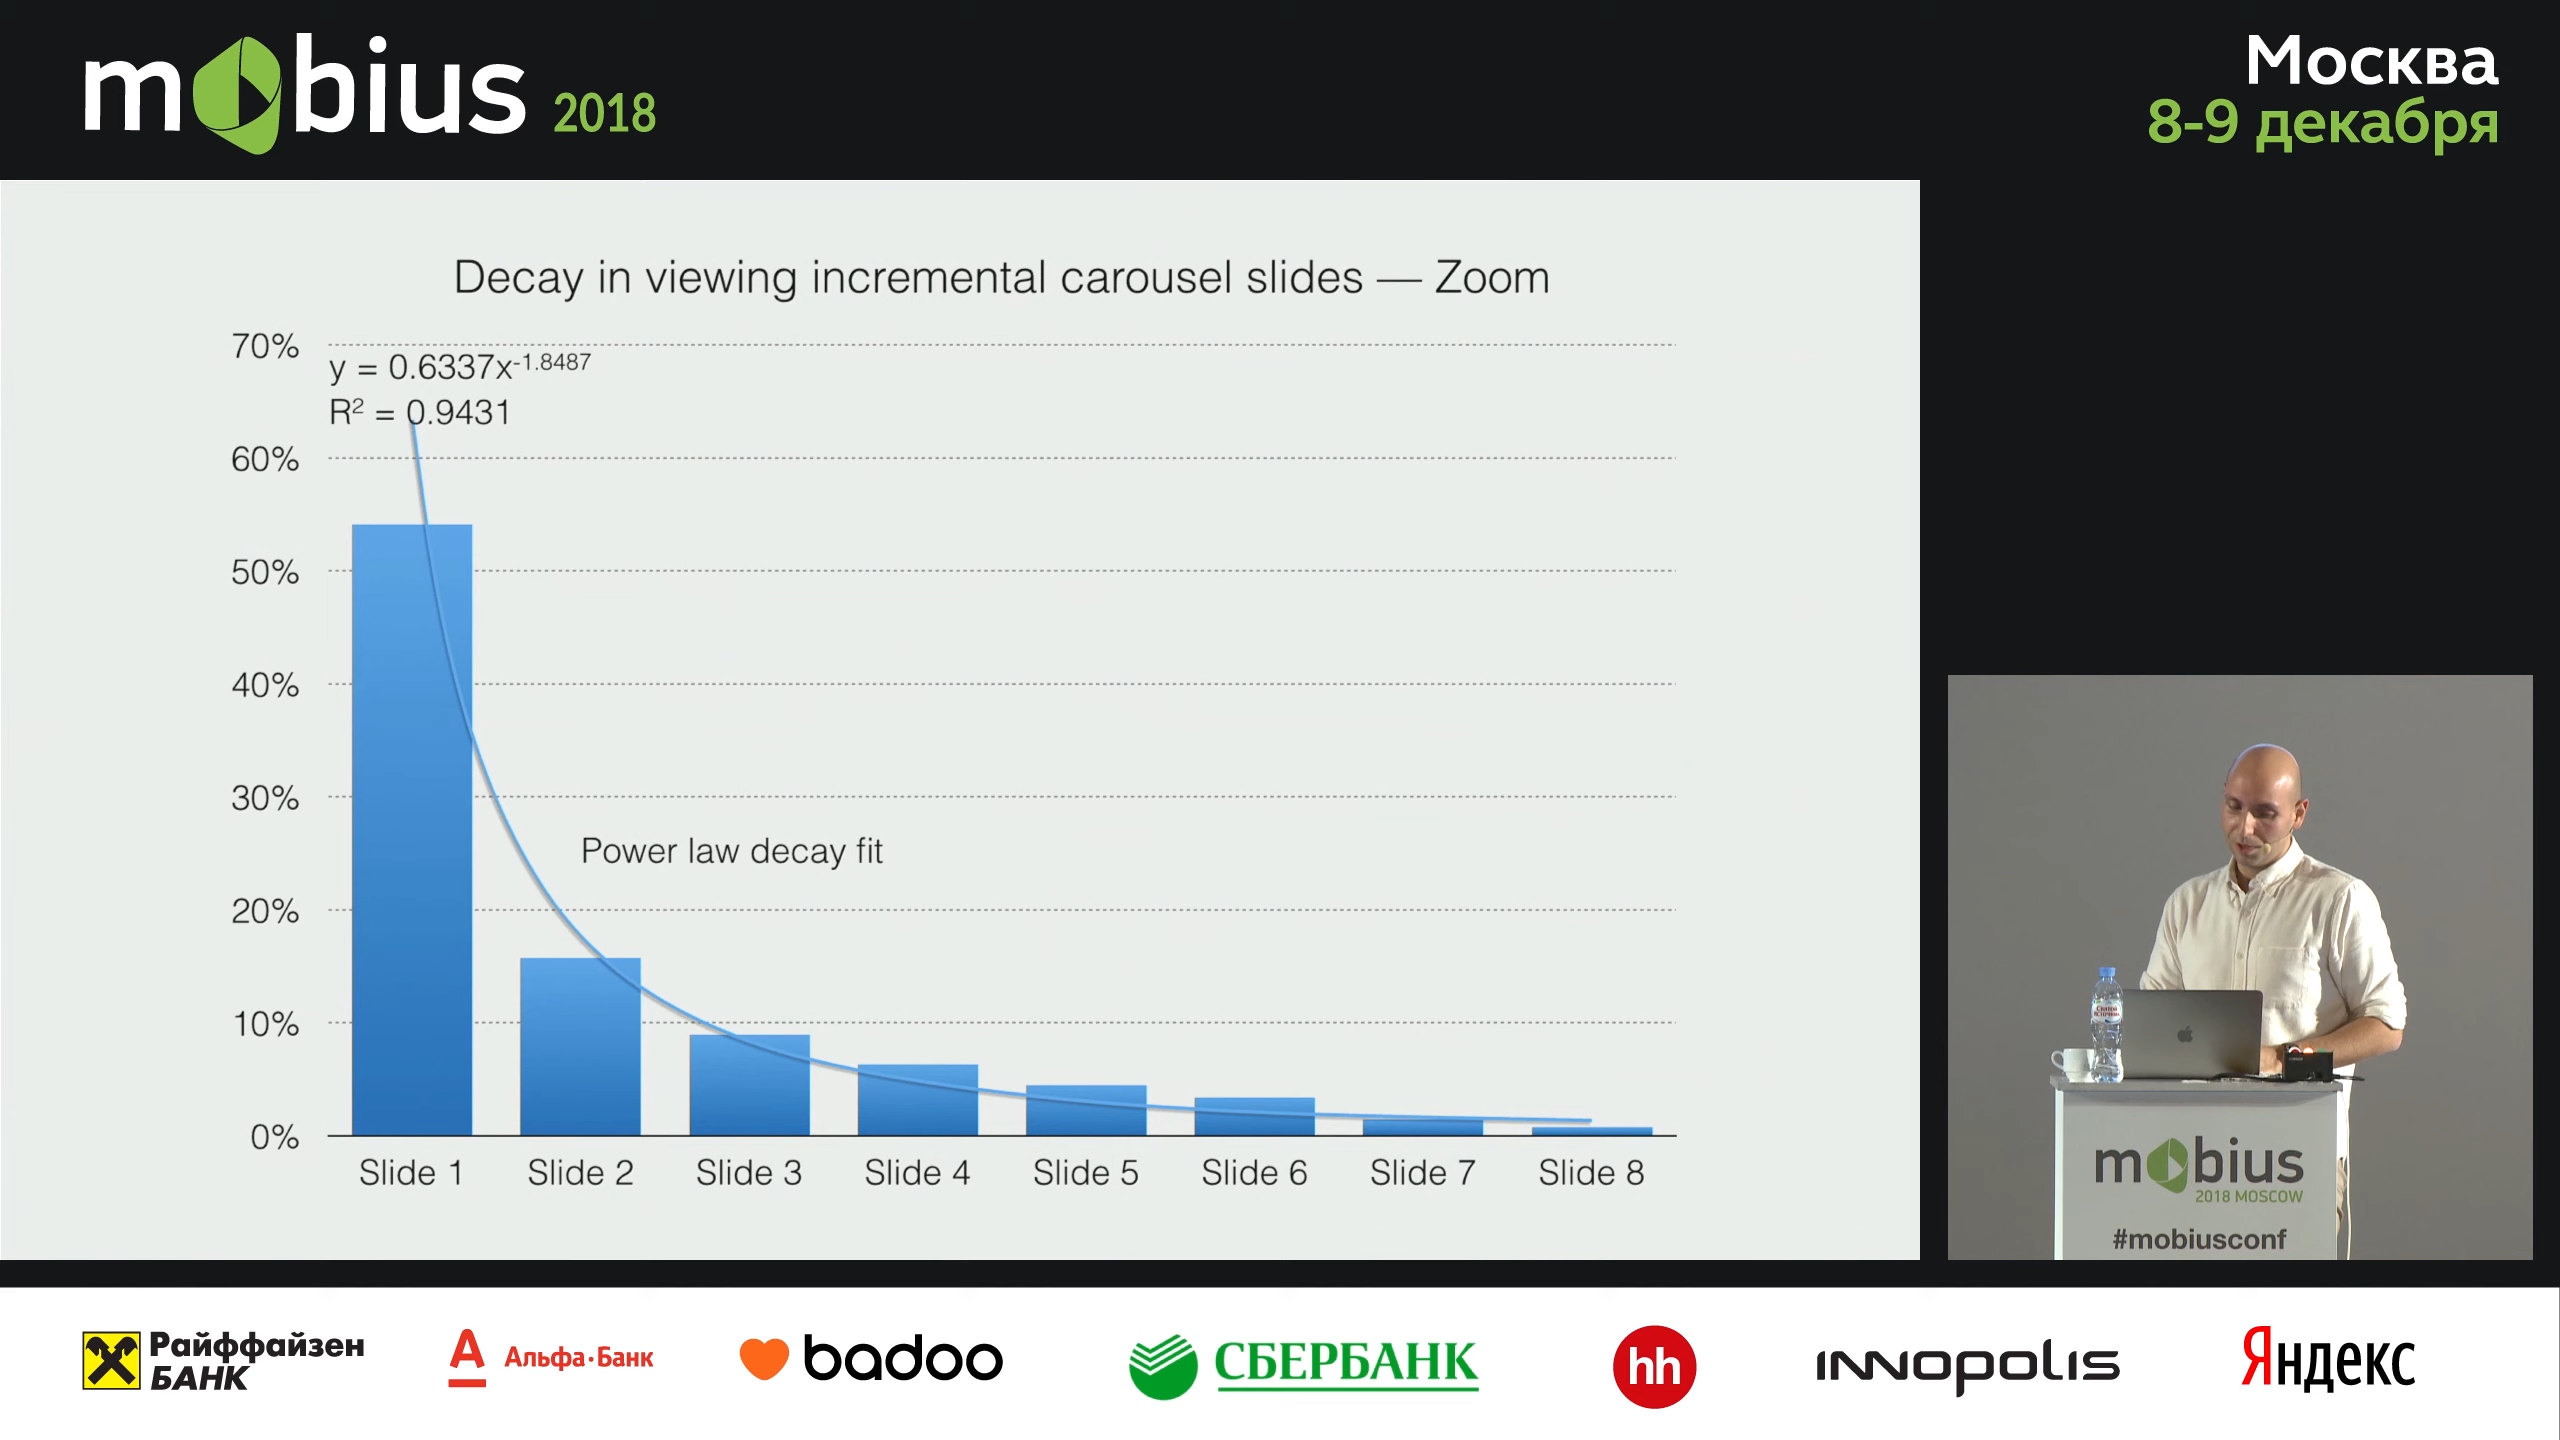 mobius 2018
Москва
8-9 декабря
Decay in viewing incremental carousel slides — Zoom
70%
y = 0.6337x-1.8487
R² = 0.9431
60%
50%
40%
30%
Power law decay fit
20%
10%
0%
Slide 1 Slide 2 Slide 3 Slide 4 Slide 5 Slide 6 Slide 7 Slide 8
mobius
2018 MOSCOW
#mobiusconf
Райффайзен
БАНК
Альфа·Банк
badoo
СБЕРБАНК
hh
INNOPOLIS
Яндекс